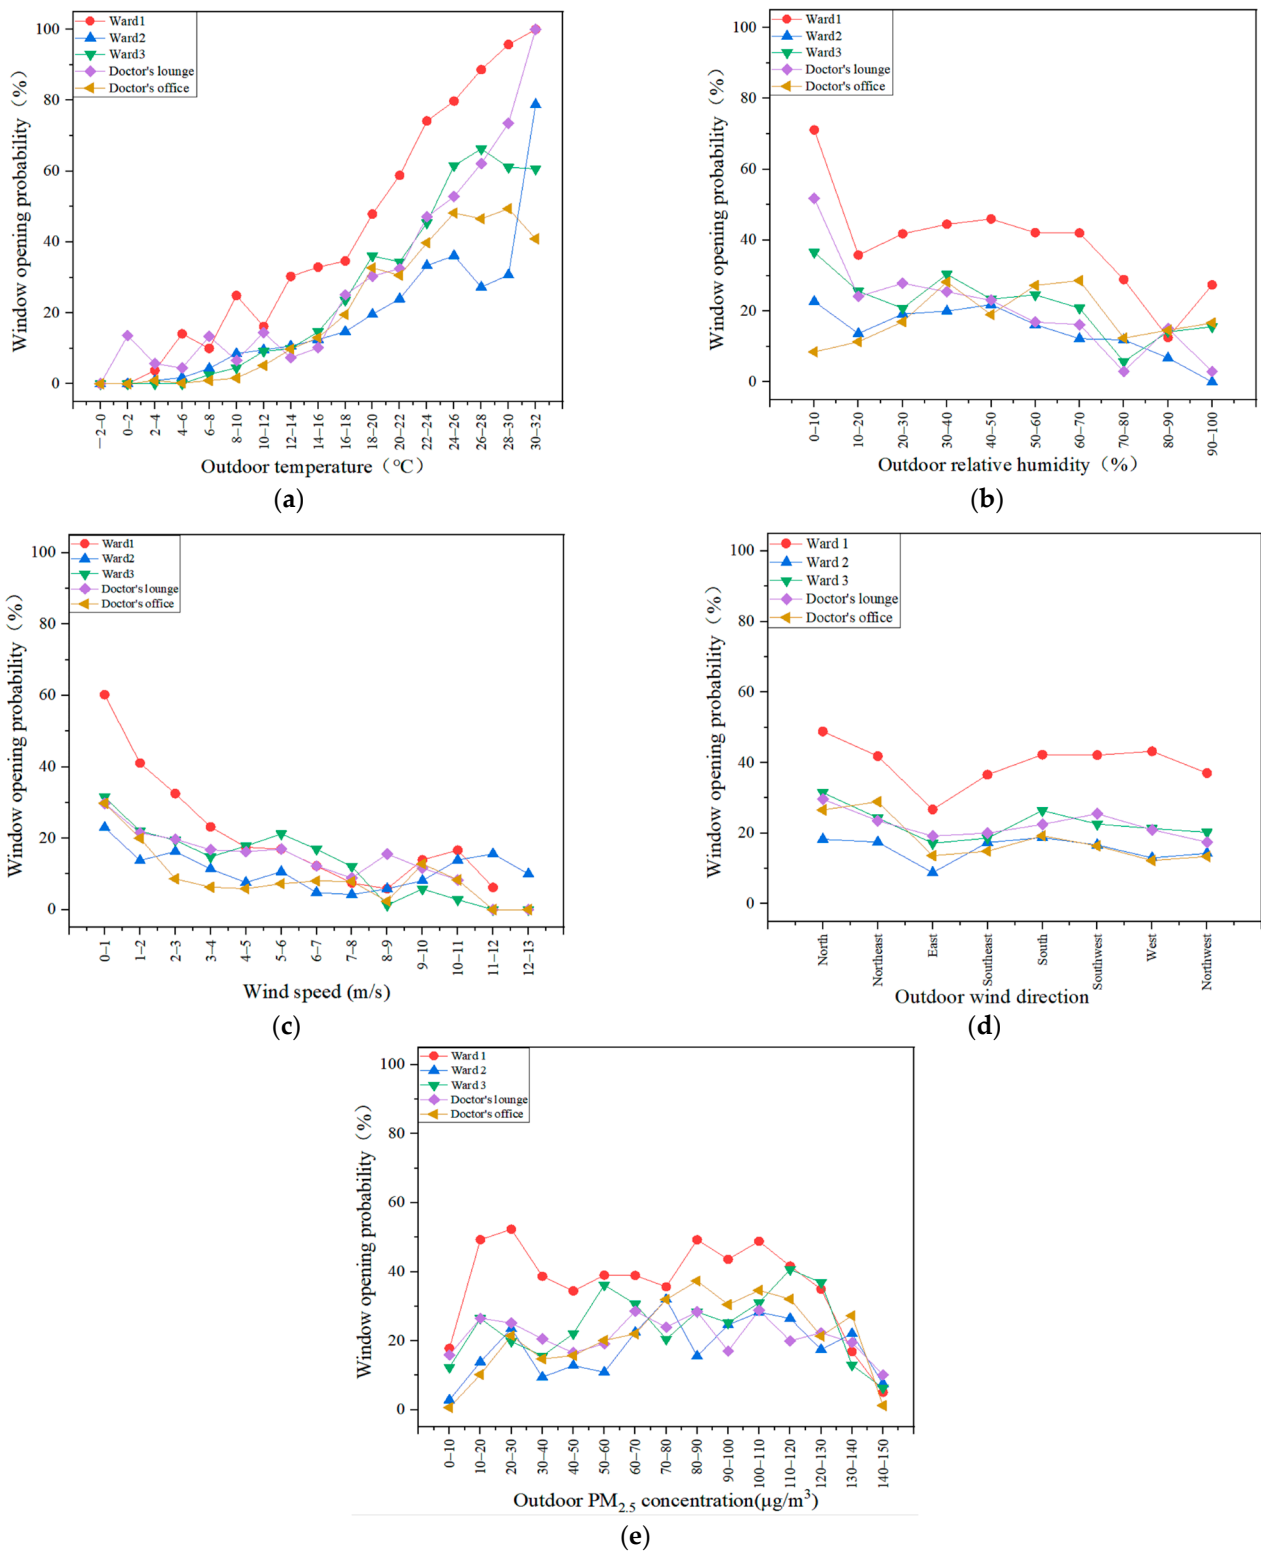 Ward1
Ward2
Ward3
Doctor's lounge
Doctor's office
Window opening probability（%）
100
80
60
40
20
0
—2–0
0–2
2–4
4–6
6–8
8–10
10–12
12–14
14–16
16–18
18–20
20–22
22–24
24–26
26–28
28–30
30–32
Outdoor temperature（°C）
(a)
Ward1
Ward2
Ward3
Doctor's lounge
Doctor's office
Window opening probability（%）
100
80
60
40
20
0
0–10
10–20
20–30
30–40
40–50
50–60
60–70
70–80
80–90
90–100
Outdoor relative humidity（%）
(b)
Ward1
Ward2
Ward3
Doctor's lounge
Doctor's office
Window opening probability（%）
100
80
60
40
20
0
0–1
1–2
2–3
3–4
4–5
5–6
6–7
7–8
8–9
9–10
10–11
11–12
12–13
Wind speed (m/s)
(c)
Ward 1
Ward 2
Ward 3
Doctor's lounge
Doctor's office
Window opening probability（%）
100
80
60
40
20
0
North
Northeast
East
Southeast
South
Southwest
West
Northwest
Outdoor wind direction
(d)
Ward 1
Ward 2
Ward 3
Doctor's lounge
Doctor's office
Window opening probability（%）
100
80
60
40
20
0
0–10
10–20
20–30
30–40
40–50
50–60
60–70
70–80
80–90
90–100
100–110
110–120
120–130
130–140
140–150
Outdoor PM2.5 concentration(μg/m³)
(e)